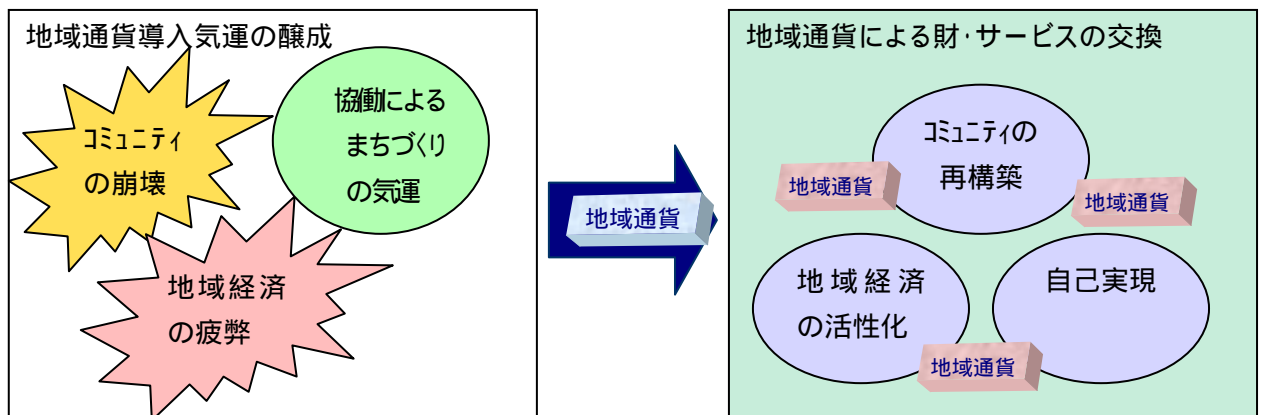 地域通貨導入気運の醸成
コミュニティ
の崩壊
協働による
まちづくり
の気運
地域経済
の疲弊
地域通貨
地域通貨による財・サービスの交換
コミュニティの
再構築
地域通貨
地域通貨
地域経済
の活性化
自己実現
地域通貨